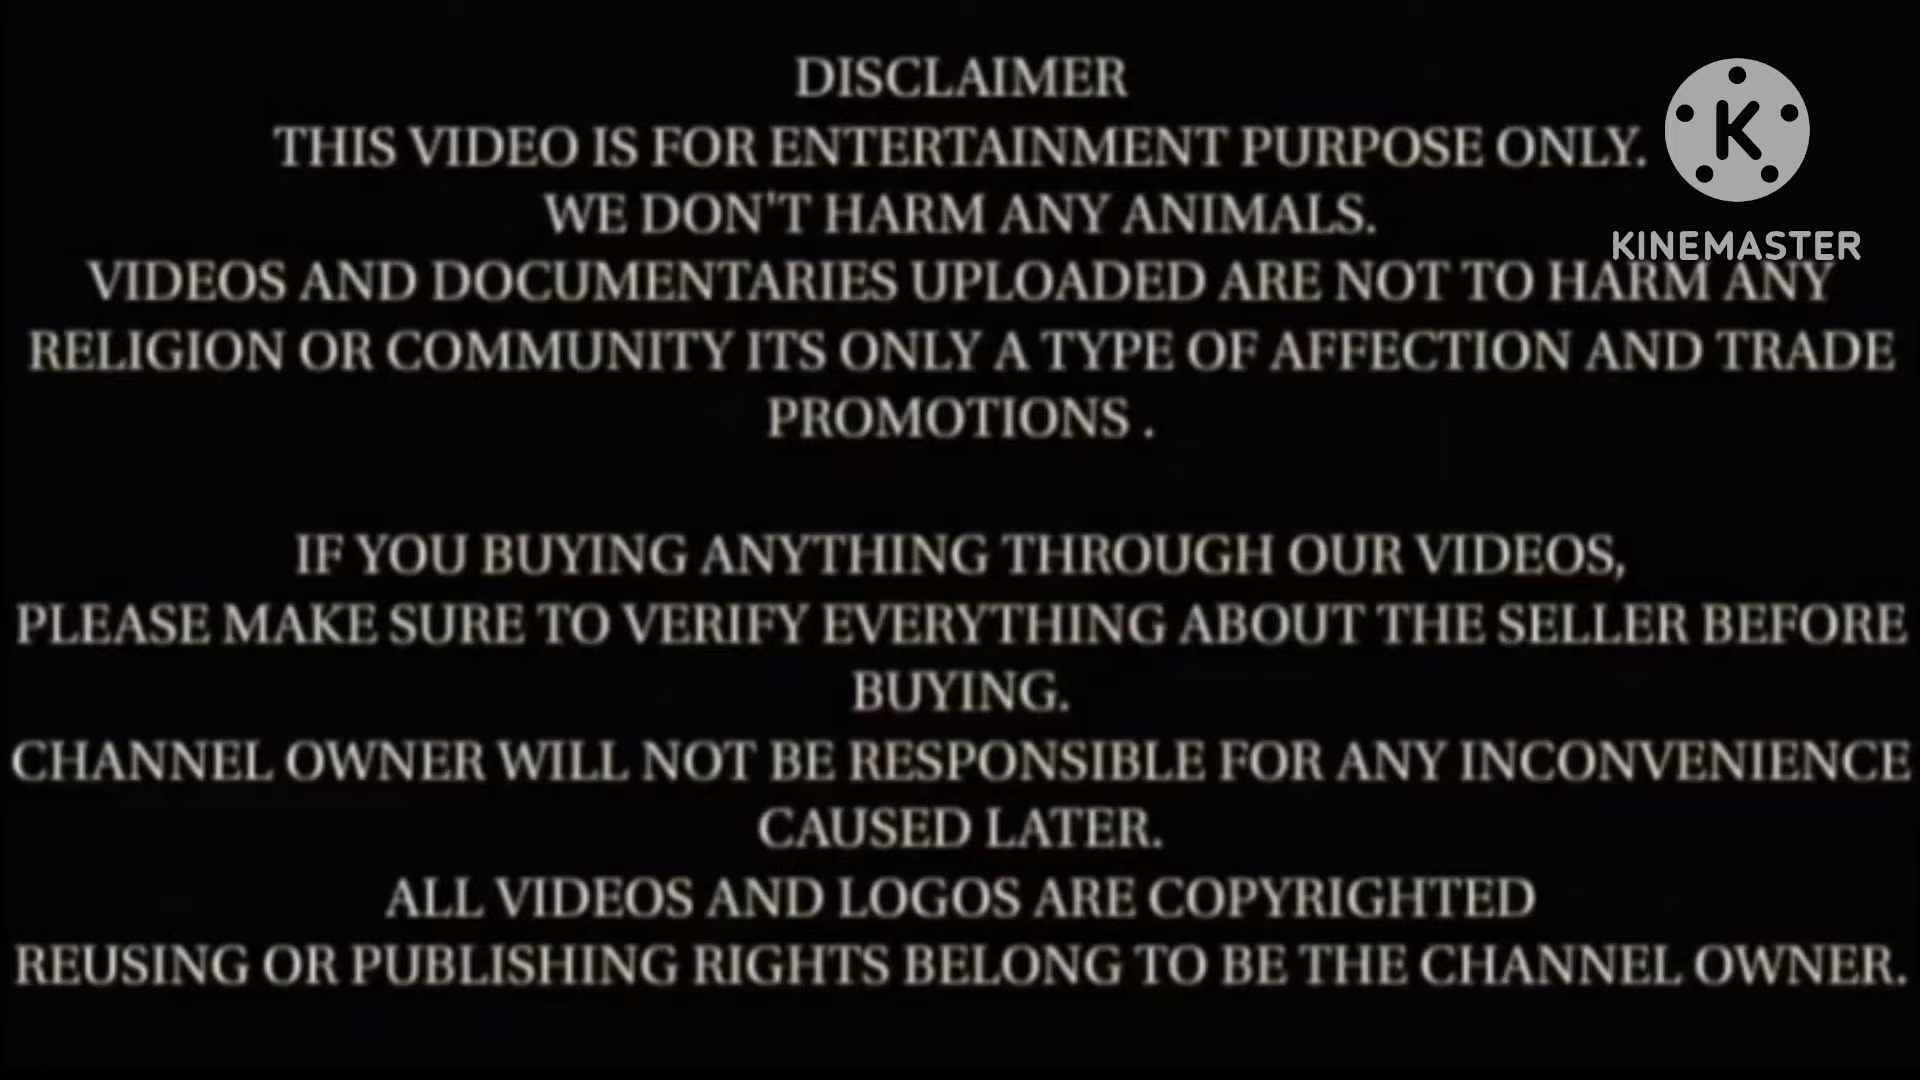 DISCLAIMER
THIS VIDEO IS FOR ENTERTAINMENT PURPOSE ONLY.
WE DON'T HARM ANY ANIMALS.
KINEMASTER
VIDEOS AND DOCUMENTARIES UPLOADED ARE NOT TO HARM ANY
RELIGION OR COMMUNITY ITS ONLY A TYPE OF AFFECTION AND TRADE
PROMOTIONS .
IF YOU BUYING ANYTHING THROUGH OUR VIDEOS,
PLEASE MAKE SURE TO VERIFY EVERYTHING ABOUT THE SELLER BEFORE
BUYING.
CHANNEL OWNER WILL NOT BE RESPONSIBLE FOR ANY INCONVENIENCE
CAUSED LATER.
ALL VIDEOS AND LOGOS ARE COPYRIGHTED
REUSING OR PUBLISHING RIGHTS BELONG TO BE THE CHANNEL OWNER.